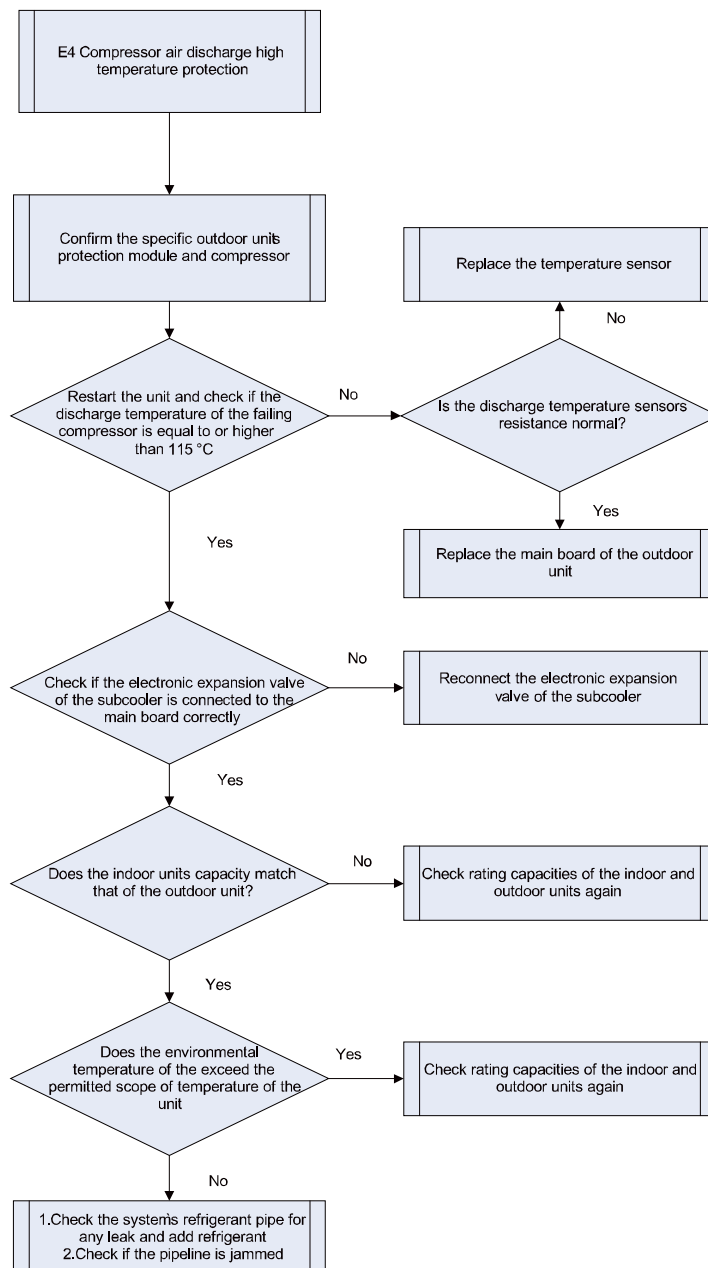 E4 Compressor air discharge high
temperature protection
Confirm the specific outdoor units
protection module and compressor
Replace the temperature sensor
No
Restart the unit and check if the
discharge temperature of the failing
compressor is equal to or higher
than 115 °C
No
Is the discharge temperature sensors
resistance normal?
Yes
Yes
Replace the main board of the outdoor
unit
Check if the electronic expansion valve
of the subcooler is connected to the
main board correctly
No
Reconnect the electronic expansion
valve of the subcooler
Yes
Does the indoor units capacity match
that of the outdoor unit?
No
Check rating capacities of the indoor and
outdoor units again
Yes
Does the environmental
temperature of the exceed the
permitted scope of temperature of the
unit
Yes
Check rating capacities of the indoor and
outdoor units again
No
1.Check the system's refrigerant pipe for
any leak and add refrigerant
2.Check if the pipeline is jammed